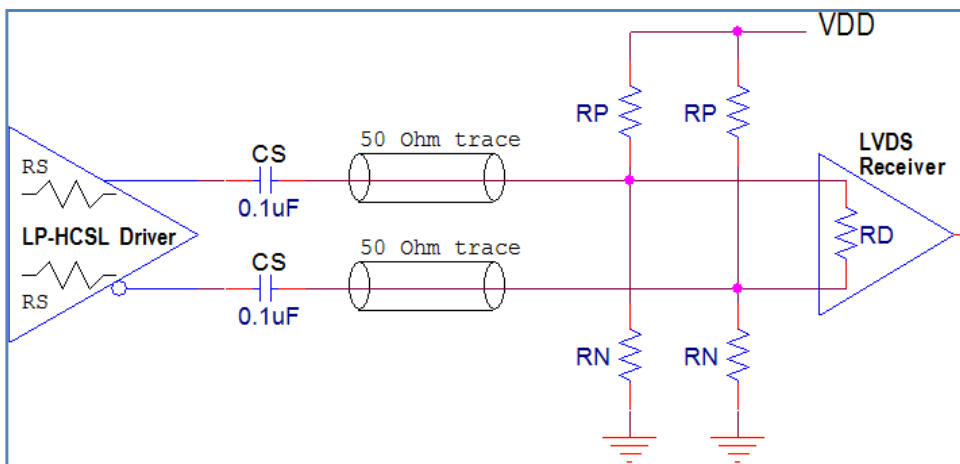 VDD
RP
RP
LVDS
Receiver
50 Ohm trace
CS
RS
0.1uF
LP-HCSL Driver
RD
50 Ohm trace
CS
RS
0.1uF
RN
RN